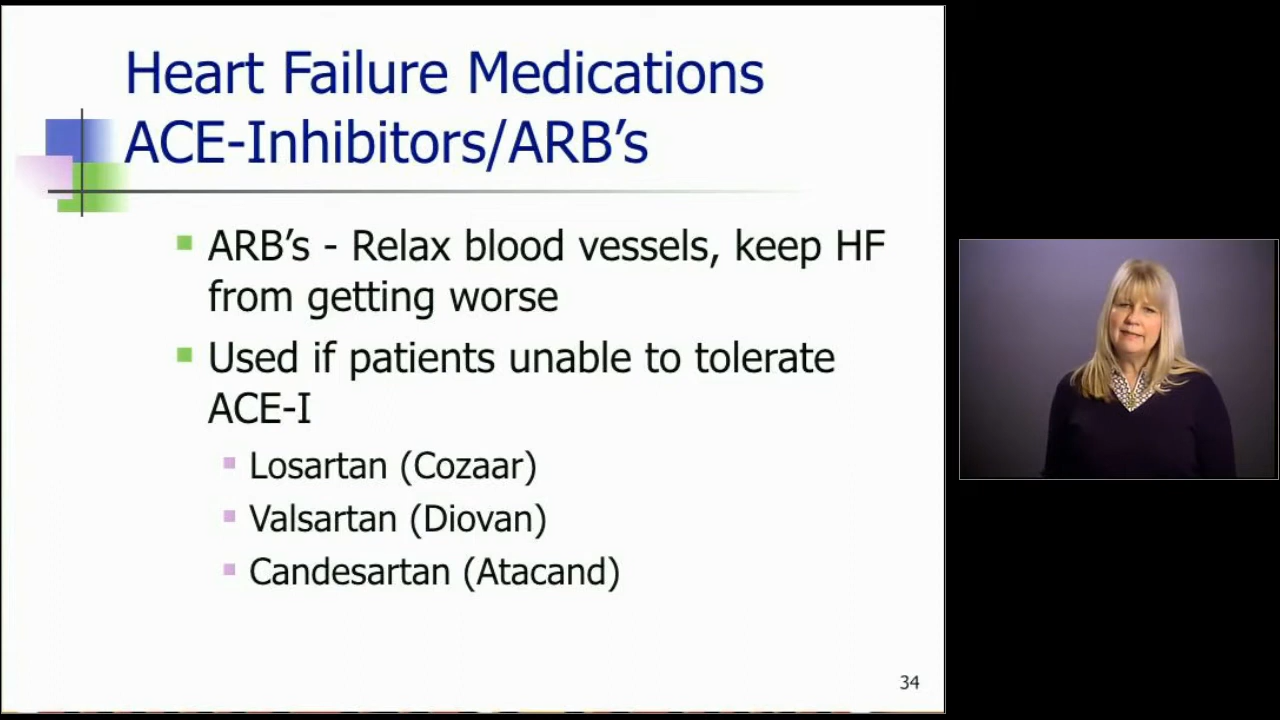 Heart Failure Medications
ACE-Inhibitors/ARB’s
ARB’s - Relax blood vessels, keep HF
from getting worse
Used if patients unable to tolerate
ACE-I
Losartan (Cozaar)
Valsartan (Diovan)
Candesartan (Atacand)
34